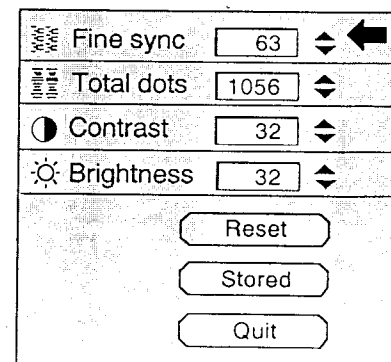 Fine sync 63
Total dots 1056
Contrast 32
Brightness 32
Reset
Stored
Quit